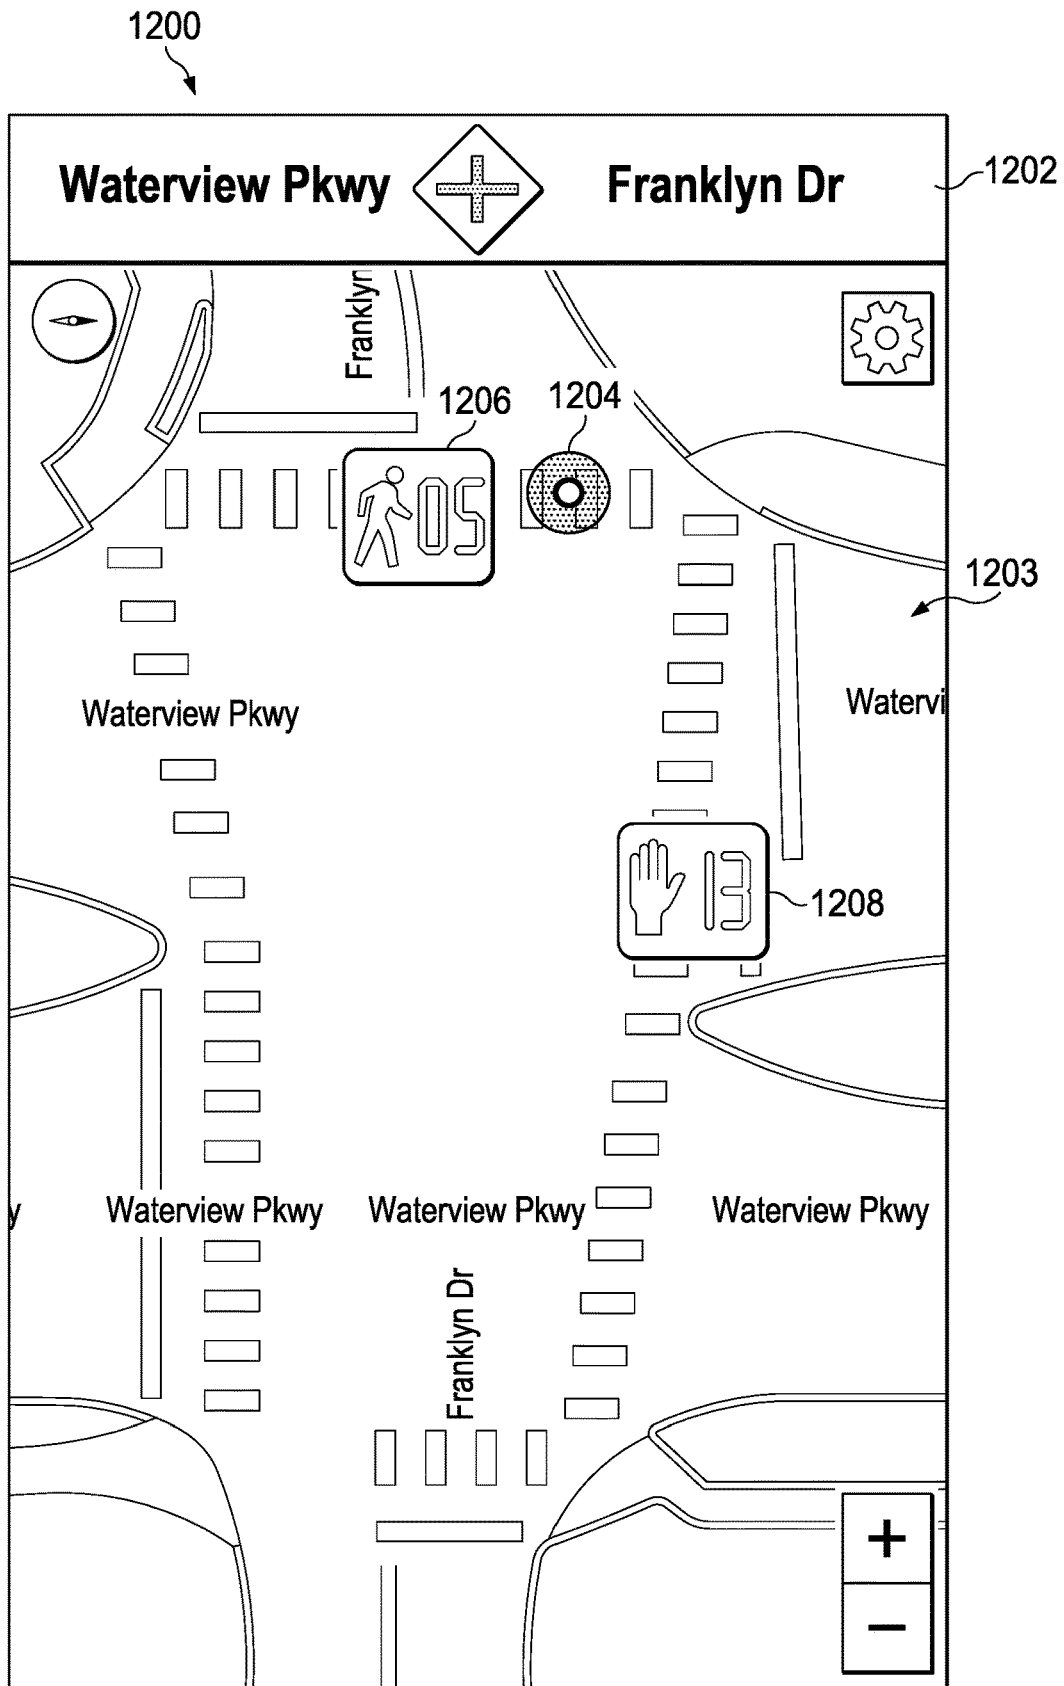 1200
Waterview Pkwy
Franklyn Dr
1202
Franklyn
1206
1204
05
1203
Waterview Pkwy
Watervi
13
1208
y
Waterview Pkwy
Waterview Pkwy
Waterview Pkwy
Franklyn Dr
+
−